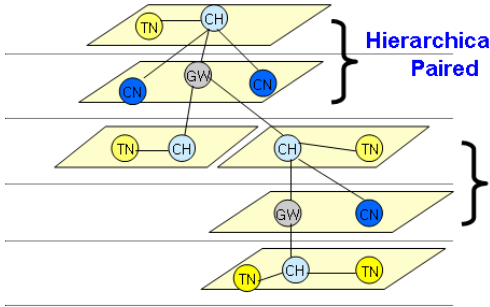 TN CH
Hierarchica
Paired
CN GW CN
TN CH CH TN
GW CN
TN CH TN